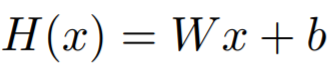 H(x) = Wx + b